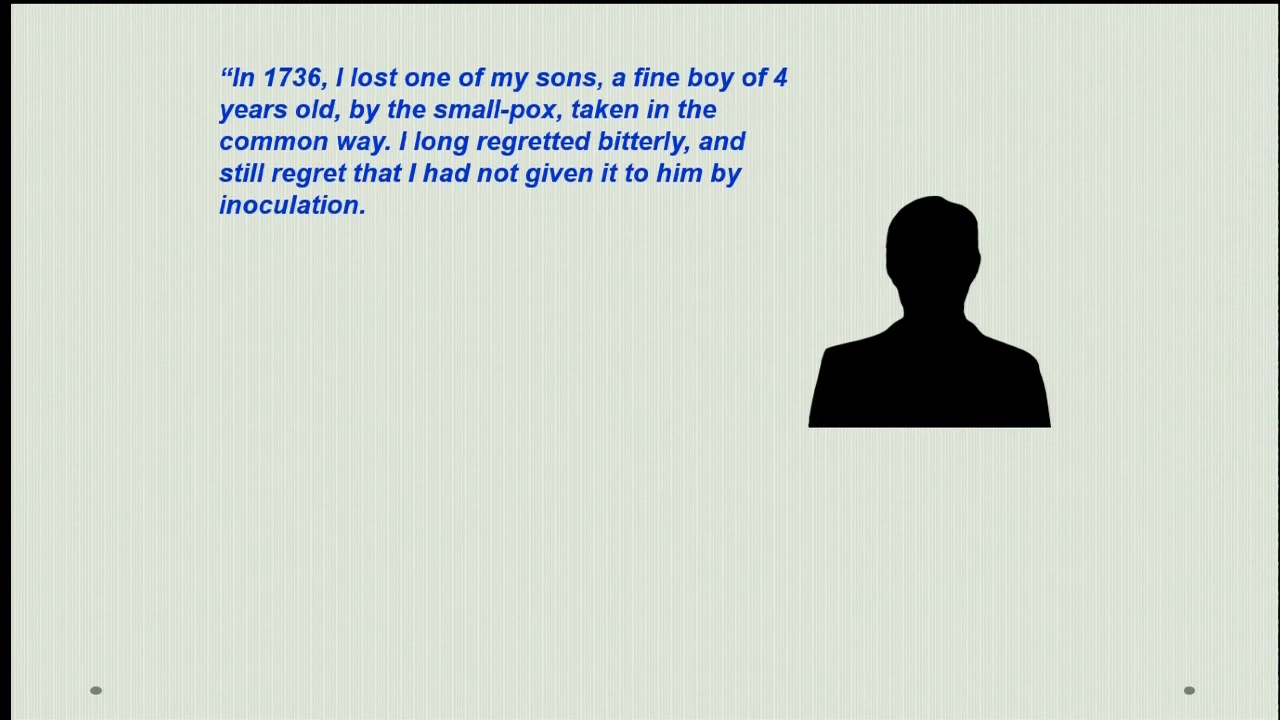 “In 1736, I lost one of my sons, a fine boy of 4
years old, by the small-pox, taken in the
common way. I long regretted bitterly, and
still regret that I had not given it to him by
inoculation.